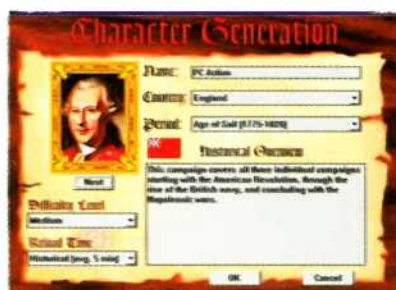 Character Generation
Name: PC Action
Country: England
Period: Age of Sail (1775-1820)
Historical Overview
Next
This campaign covers all three individual campaigns
starting with the American Revolution, through the
rise of the British navy, and concluding with the
Napoleonic wars.
Difficulty Level
Medium
Reload Time
Historical (avg. 5 min)
OK
Cancel